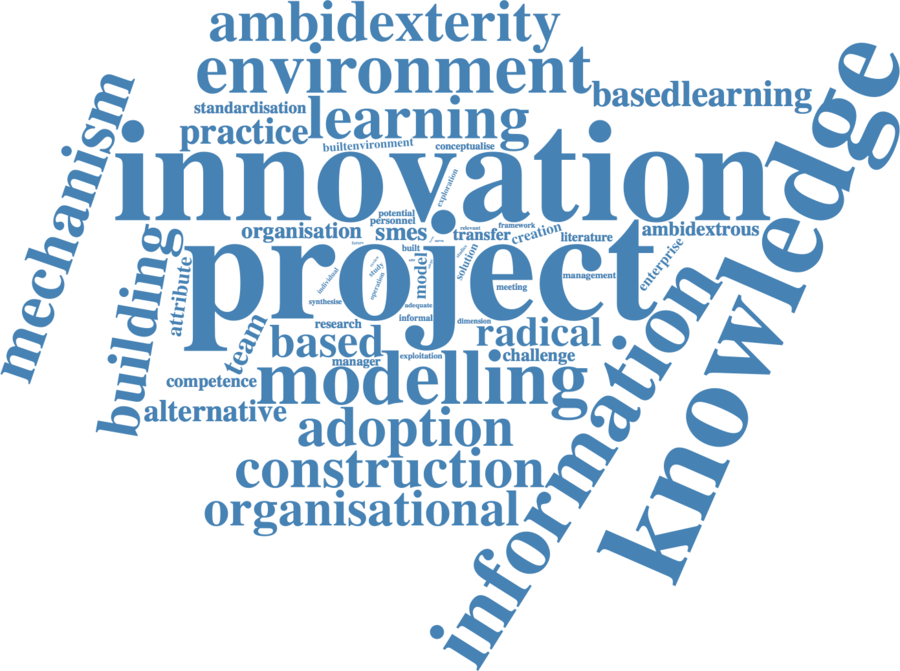 ambidexterity
environment
basedlearning
standardisation
learning
practice
builtenvironment
conceptualise
mechanism
innovation
knowledge
exploration
potential
personnel
organisation
smes
relevant
framework
transfer
creation
literature
ambidextrous
building
project
built
model
solution
enterprise
individual
study
operation
management
meeting
attribute
synthesise
adequate
informal
dimension
information
team
research
based
radical
manager
exploitation
challenge
competence
modelling
alternative
adoption
construction
organisational